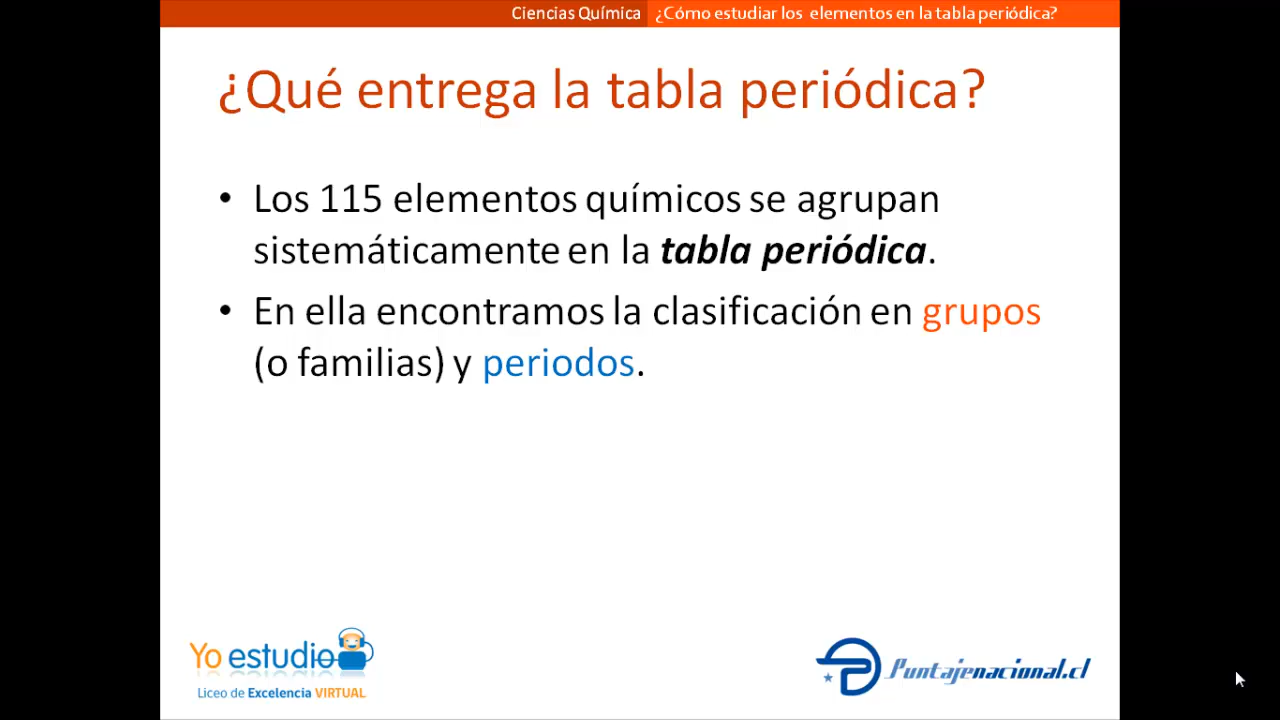 Ciencias Química ¿Cómo estudiar los elementos en la tabla periódica?
¿Qué entrega la tabla periódica?
• Los 115 elementos químicos se agrupan
sistemáticamente en la tabla periódica.
• En ella encontramos la clasificación en grupos
(o familias) y periodos.
Yo estudio
Liceo de Excelencia VIRTUAL
Puntajenacional.cl